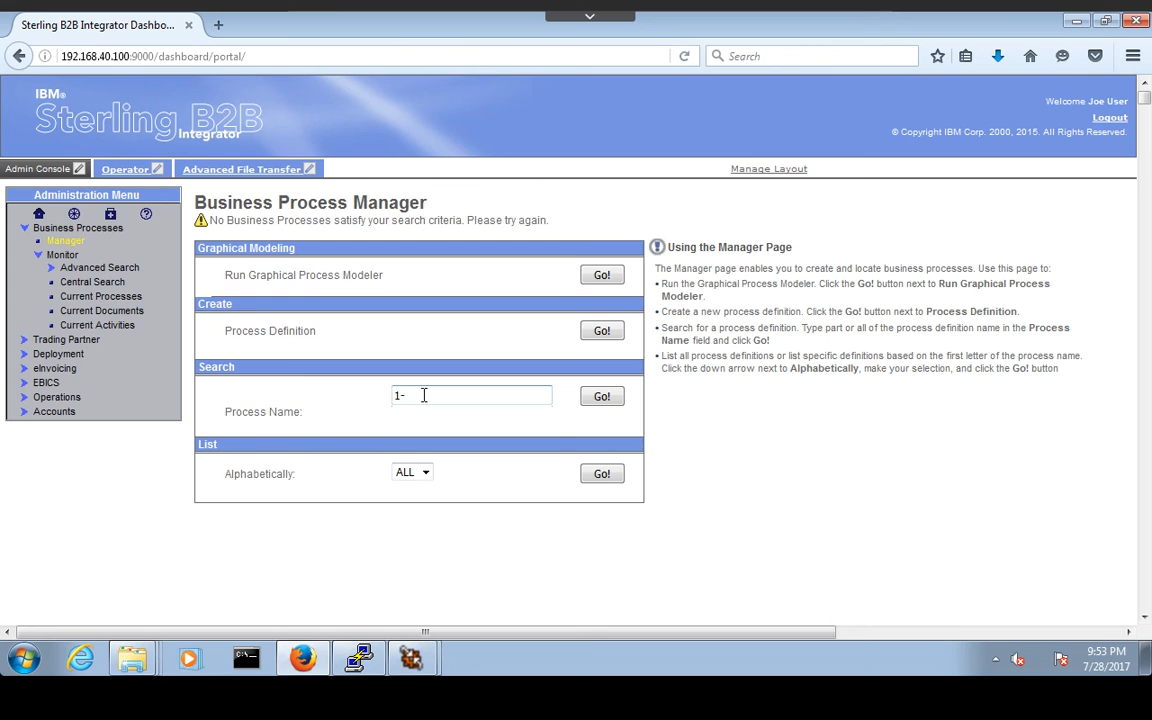 Sterling B2B Integrator Dashbo...
192.168.40.100:9000/dashboard/portal/
Search
IBM®
Sterling B2B
Integrator
Welcome Joe User
Logout
© Copyright IBM Corp. 2000, 2015. All Rights Reserved.
Admin Console
Operator
Advanced File Transfer
Manage Layout
Administration Menu
Business Processes
Manager
Monitor
Advanced Search
Central Search
Current Processes
Current Documents
Current Activities
Trading Partner
Deployment
eInvoicing
EBICS
Operations
Accounts
Business Process Manager
No Business Processes satisfy your search criteria. Please try again.
Graphical Modeling
Run Graphical Process Modeler Go!
Create
Process Definition Go!
Search
1- Go!
Process Name:
List
Alphabetically: ALL Go!
Using the Manager Page
The Manager page enables you to create and locate business processes. Use this page to:
Run the Graphical Process Modeler. Click the Go! button next to Run Graphical Process
Modeler.
Create a new process definition. Click the Go! button next to Process Definition.
Search for a process definition. Type part or all of the process definition name in the Process
Name field and click Go!
List all process definitions or list specific definitions based on the first letter of the process name.
Click the down arrow next to Alphabetically, make your selection, and click the Go! button
9:53 PM
7/28/2017